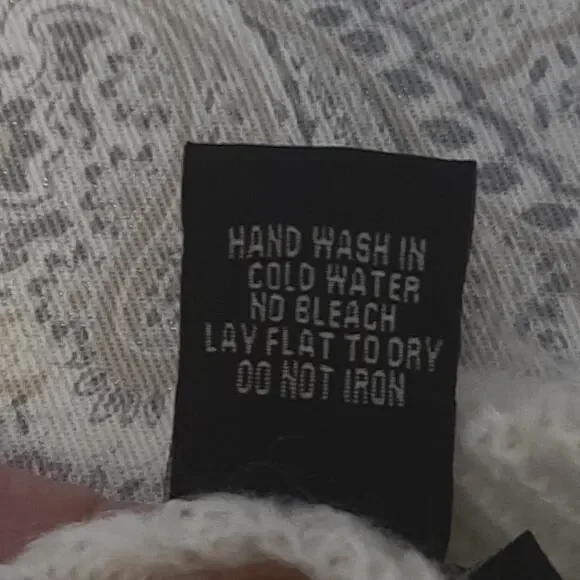 HAND WASH IN
COLD WATER
NO BLEACH
LAY FLAT TO DRY
DO NOT IRON